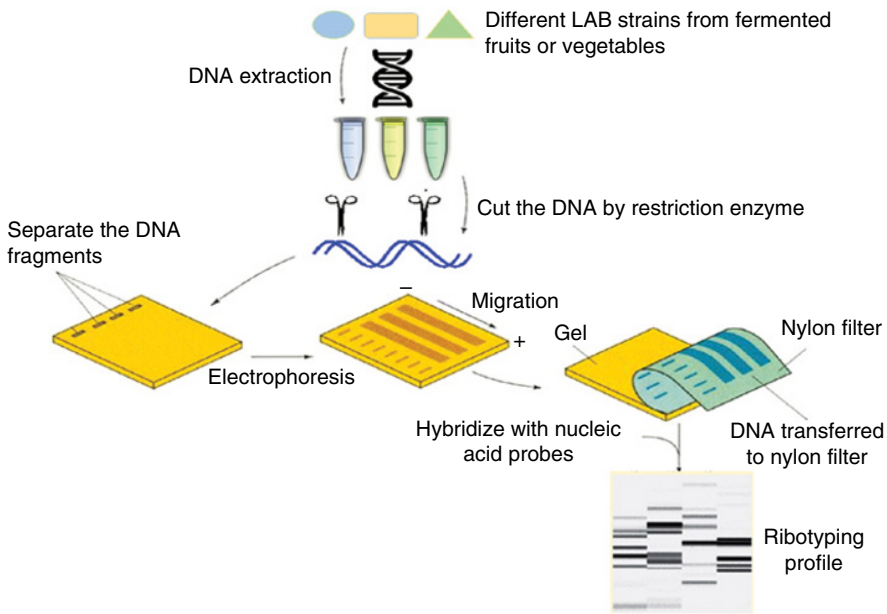 Different LAB strains from fermented
fruits or vegetables
DNA extraction
Cut the DNA by restriction enzyme
Separate the DNA
fragments
–
Migration
+
Electrophoresis
Gel
Nylon filter
Hybridize with nucleic
acid probes
DNA transferred
to nylon filter
Ribotyping
profile